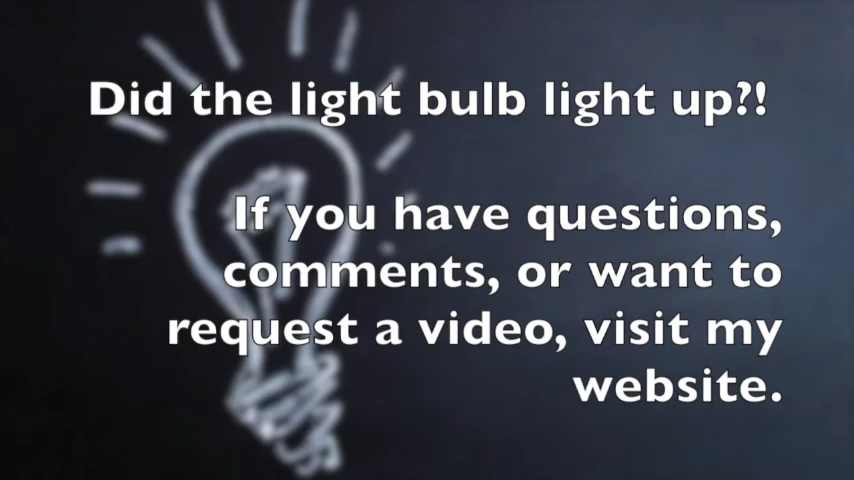 Did the light bulb light up?!
If you have questions,
comments, or want to
request a video, visit my
website.